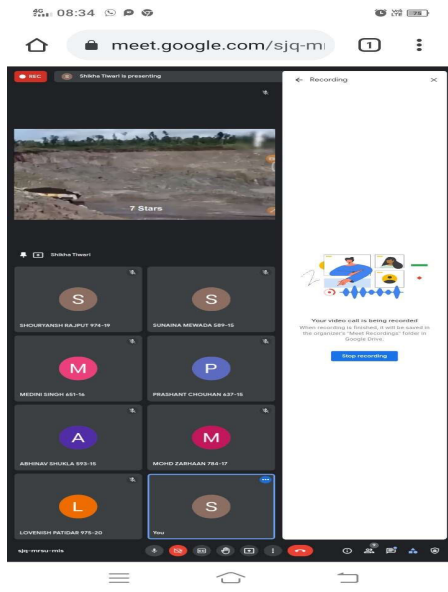 08:34
meet.google.com/sjq-m
1
REC
S
Shikha Tiwari is presenting
7 Stars
Shikha Tiwari
S
SHOURYANSH RAJPUT 974-19
S
SUNAINA MEWADA 589-15
M
MEDINI SINGH 651-16
P
PRASHANT CHOUHAN 637-15
A
ABHINAV SHUKLA 593-15
M
MOHD ZARHAAN 784-17
L
LOVENISH PATIDAR 975-20
S
You
sjq-mrsu-mis
Recording
Your video call is being recorded
When recording is finished, it will be saved in
the organizer's "Meet Recordings" folder in
Google Drive.
Stop recording